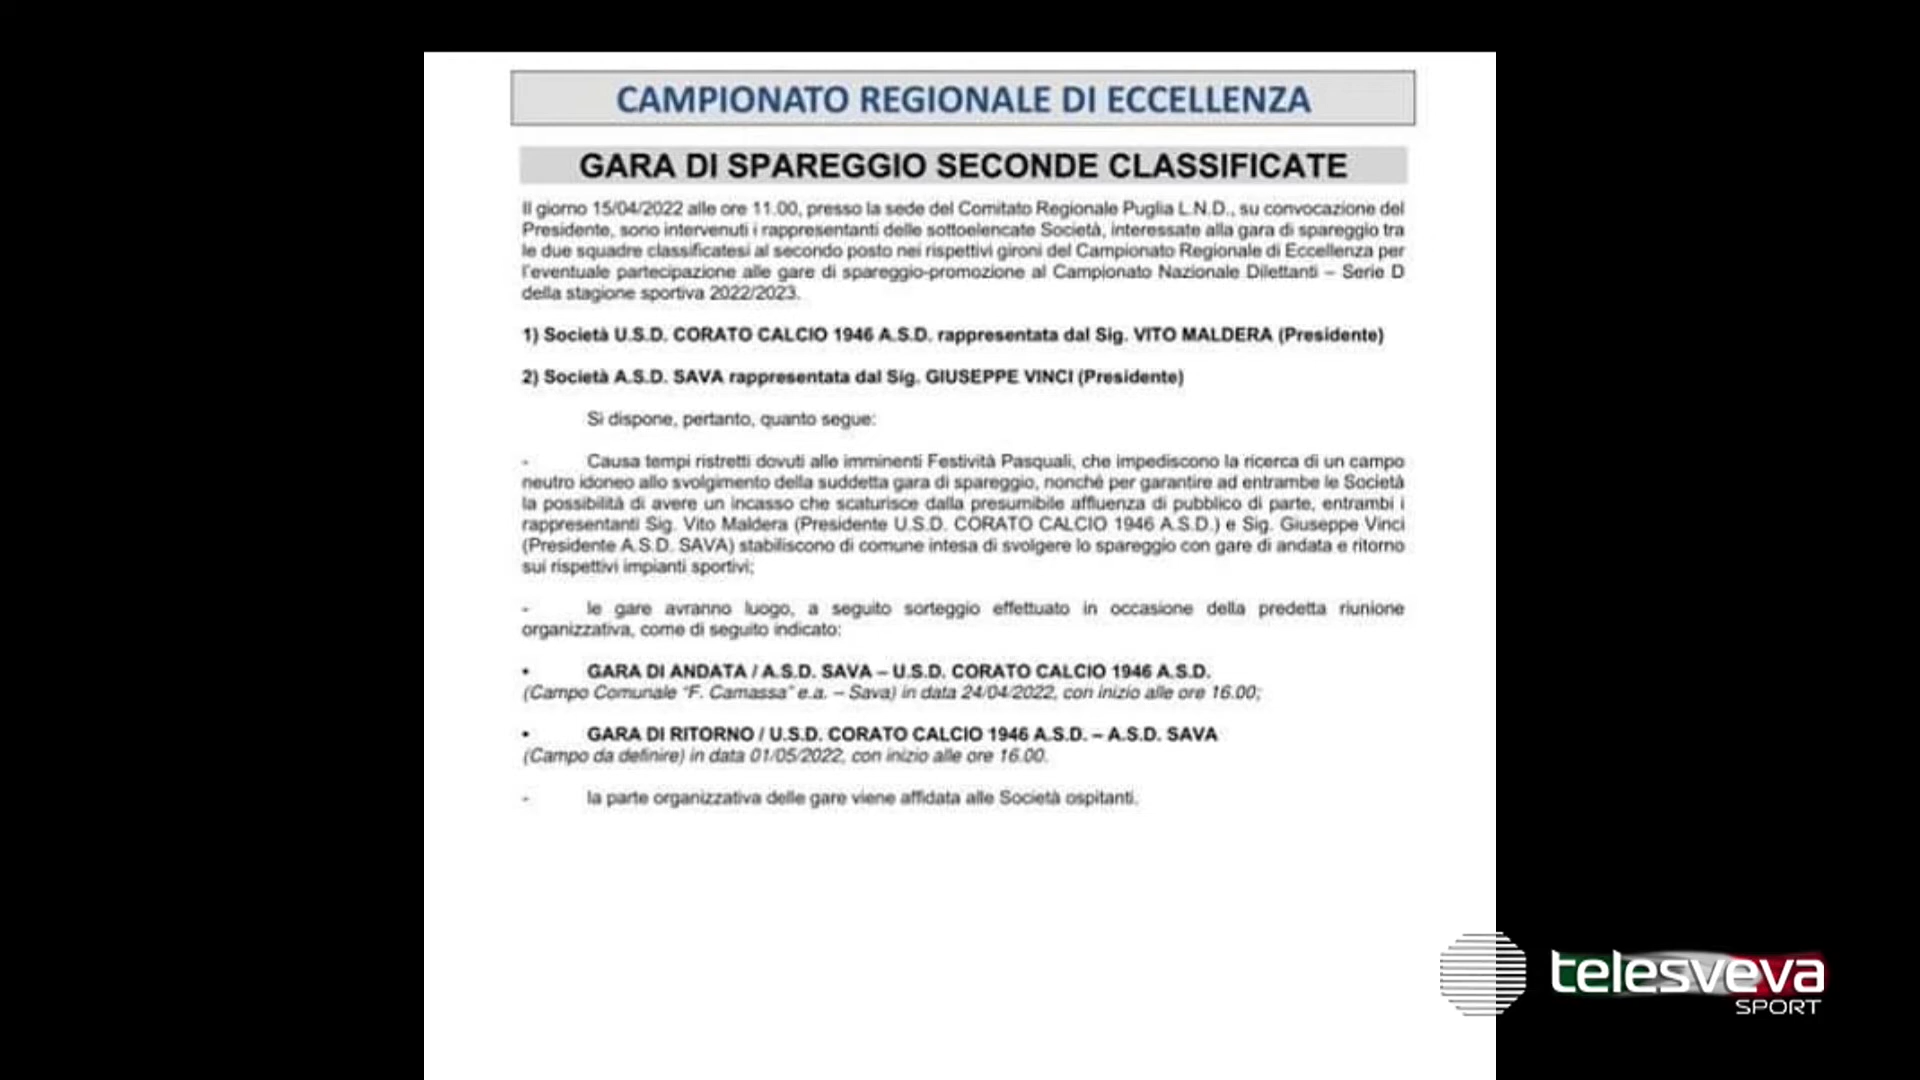 CAMPIONATO REGIONALE DI ECCELLENZA
GARA DI SPAREGGIO SECONDE CLASSIFICATE
Il giorno 15/04/2022 alle ore 11.00, presso la sede del Comitato Regionale Puglia L.N.D., su convocazione del
Presidente, sono intervenuti i rappresentanti delle sottoelencate Società, interessate alla gara di spareggio tra
le due squadre classificatesi al secondo posto nei rispettivi gironi del Campionato Regionale di Eccellenza per
l'eventuale partecipazione alle gare di spareggio-promozione al Campionato Nazionale Dilettanti – Serie D
della stagione sportiva 2022/2023.
1) Società U.S.D. CORATO CALCIO 1946 A.S.D. rappresentata dal Sig. VITO MALDERA (Presidente)
2) Società A.S.D. SAVA rappresentata dal Sig. GIUSEPPE VINCI (Presidente)
Si dispone, pertanto, quanto segue:
- Causa tempi ristretti dovuti alle imminenti Festività Pasquali, che impediscono la ricerca di un campo
neutro idoneo allo svolgimento della suddetta gara di spareggio, nonché per garantire ad entrambe le Società
la possibilità di avere un incasso che scaturisce dalla presumibile affluenza di pubblico di parte, entrambi i
rappresentanti Sig. Vito Maldera (Presidente U.S.D. CORATO CALCIO 1946 A.S.D.) e Sig. Giuseppe Vinci
(Presidente A.S.D. SAVA) stabiliscono di comune intesa di svolgere lo spareggio con gare di andata e ritorno
sui rispettivi impianti sportivi;
- le gare avranno luogo, a seguito sorteggio effettuato in occasione della predetta riunione
organizzativa, come di seguito indicato:
• GARA DI ANDATA / A.S.D. SAVA – U.S.D. CORATO CALCIO 1946 A.S.D.
(Campo Comunale "F. Camassa" e.a. – Sava) in data 24/04/2022, con inizio alle ore 16.00;
• GARA DI RITORNO / U.S.D. CORATO CALCIO 1946 A.S.D. – A.S.D. SAVA
(Campo da definire) in data 01/05/2022, con inizio alle ore 16.00.
- la parte organizzativa delle gare viene affidata alle Società ospitanti.
telesveva
SPORT